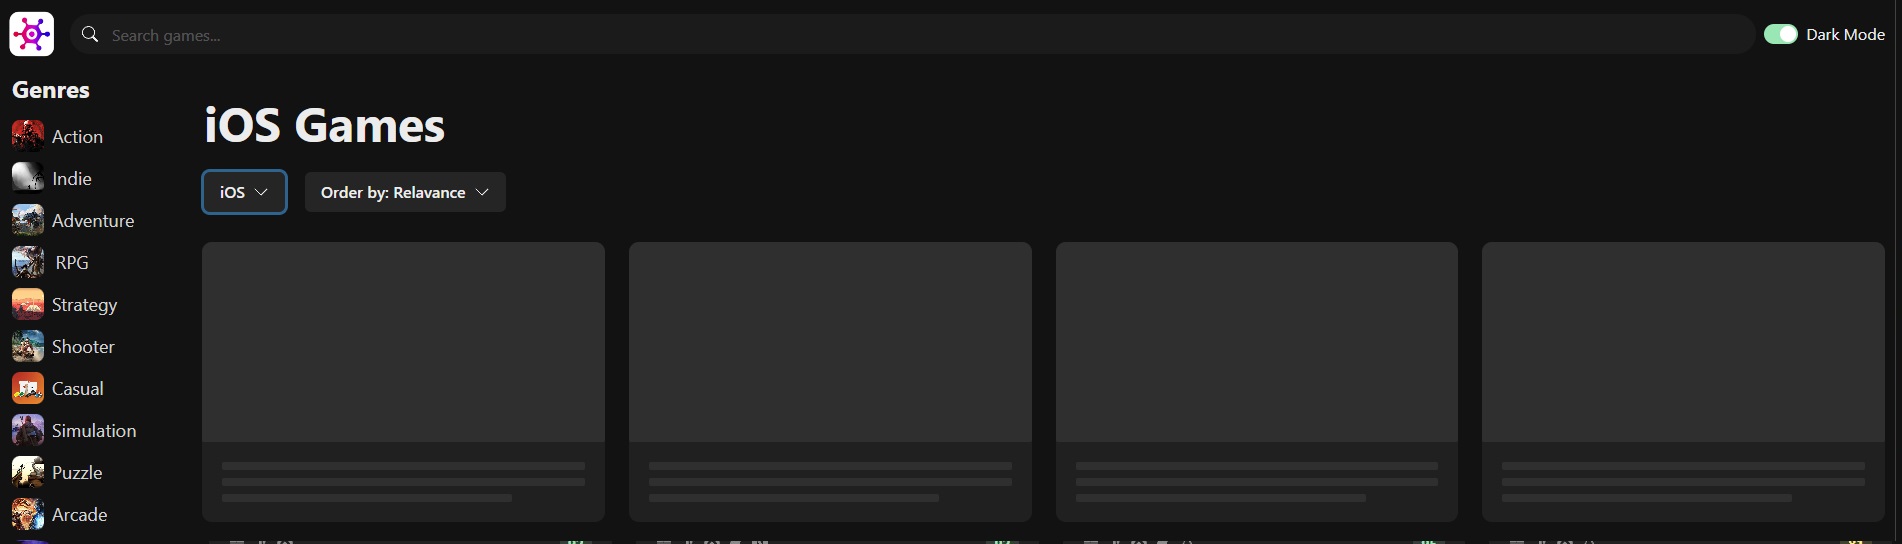 Search games...
Dark Mode
Genres
Action
Indie
Adventure
RPG
Strategy
Shooter
Casual
Simulation
Puzzle
Arcade
iOS Games
iOS
Order by: Relavance